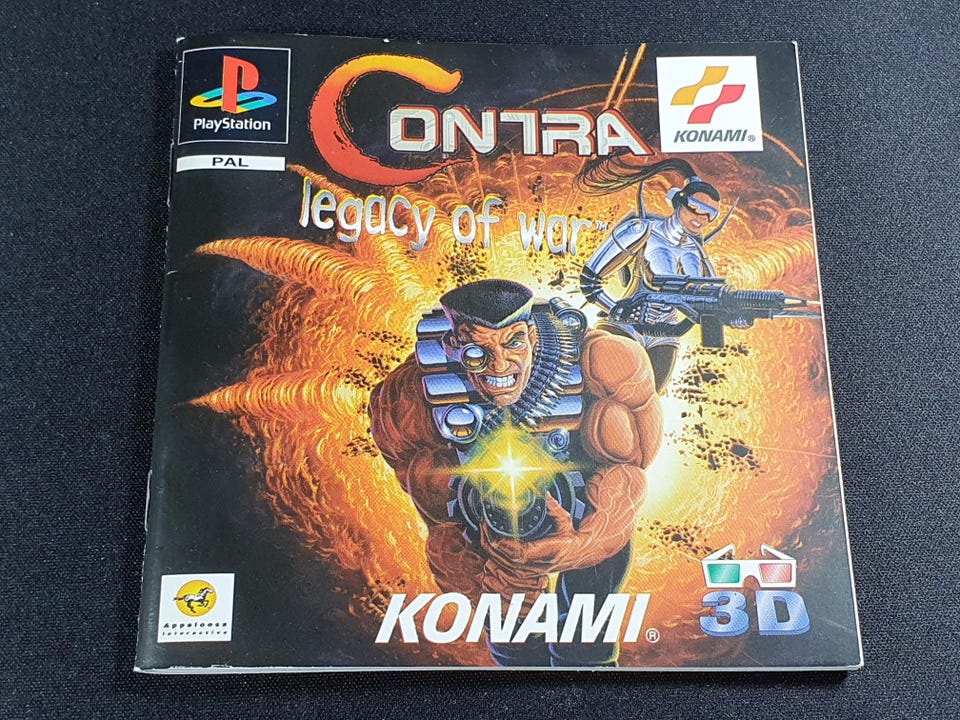 PlayStation
PAL
CONTRA
legacy of war™
KONAMI®
Appaloosa
interactive
KONAMI®
3D